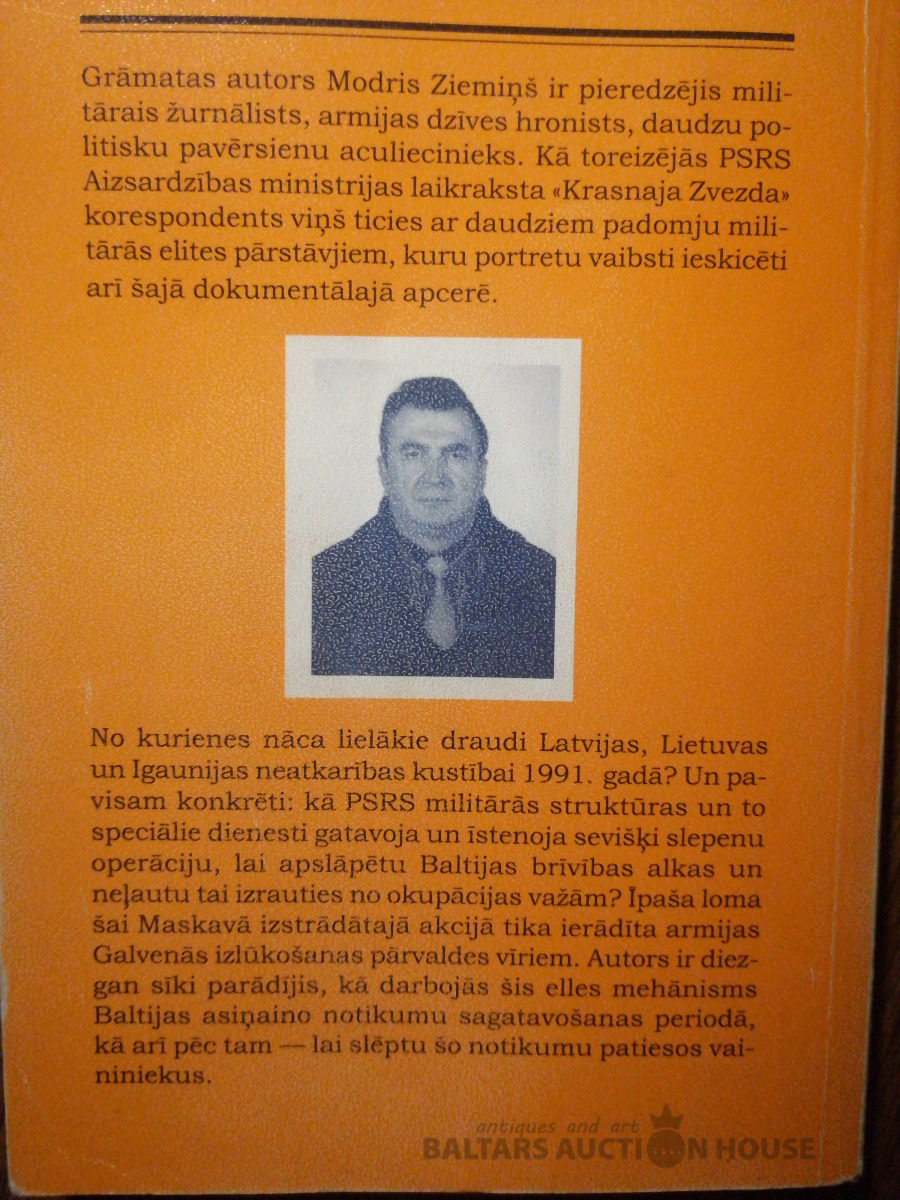 Grāmatas autors Modris Ziemiņš ir pieredzējis mili-
tārais žurnālists, armijas dzīves hronists, daudzu po-
litisku pavērsienu aculiecinieks. Kā toreizējās PSRS
Aizsardzības ministrijas laikraksta «Krasnaja Zvezda»
korespondents viņš ticies ar daudziem padomju mili-
tārās elites pārstāvjiem, kuru portretu vaibsti ieskicēti
arī šajā dokumentālajā apcerē.
No kurienes nāca lielākie draudi Latvijas, Lietuvas
un Igaunijas neatkarības kustībai 1991. gadā? Un pa-
visam konkrēti: kā PSRS militārās struktūras un to
speciālie dienesti gatavoja un īstenoja sevišķi slepenu
operāciju, lai apslāpētu Baltijas brīvības alkas un
neļautu tai izrauties no okupācijas važām? Īpaša loma
šai Maskavā izstrādātajā akcijā tika ierādīta armijas
Galvenās izlūkošanas pārvaldes vīriem. Autors ir diez-
gan sīki parādījis, kā darbojās šis elles mehānisms
Baltijas asiņaino notikumu sagatavošanas periodā,
kā arī pēc tam — lai slēptu šo notikumu patiesos vai-
niniekus.
antiques and art
BALTARS AUCTION HOUSE